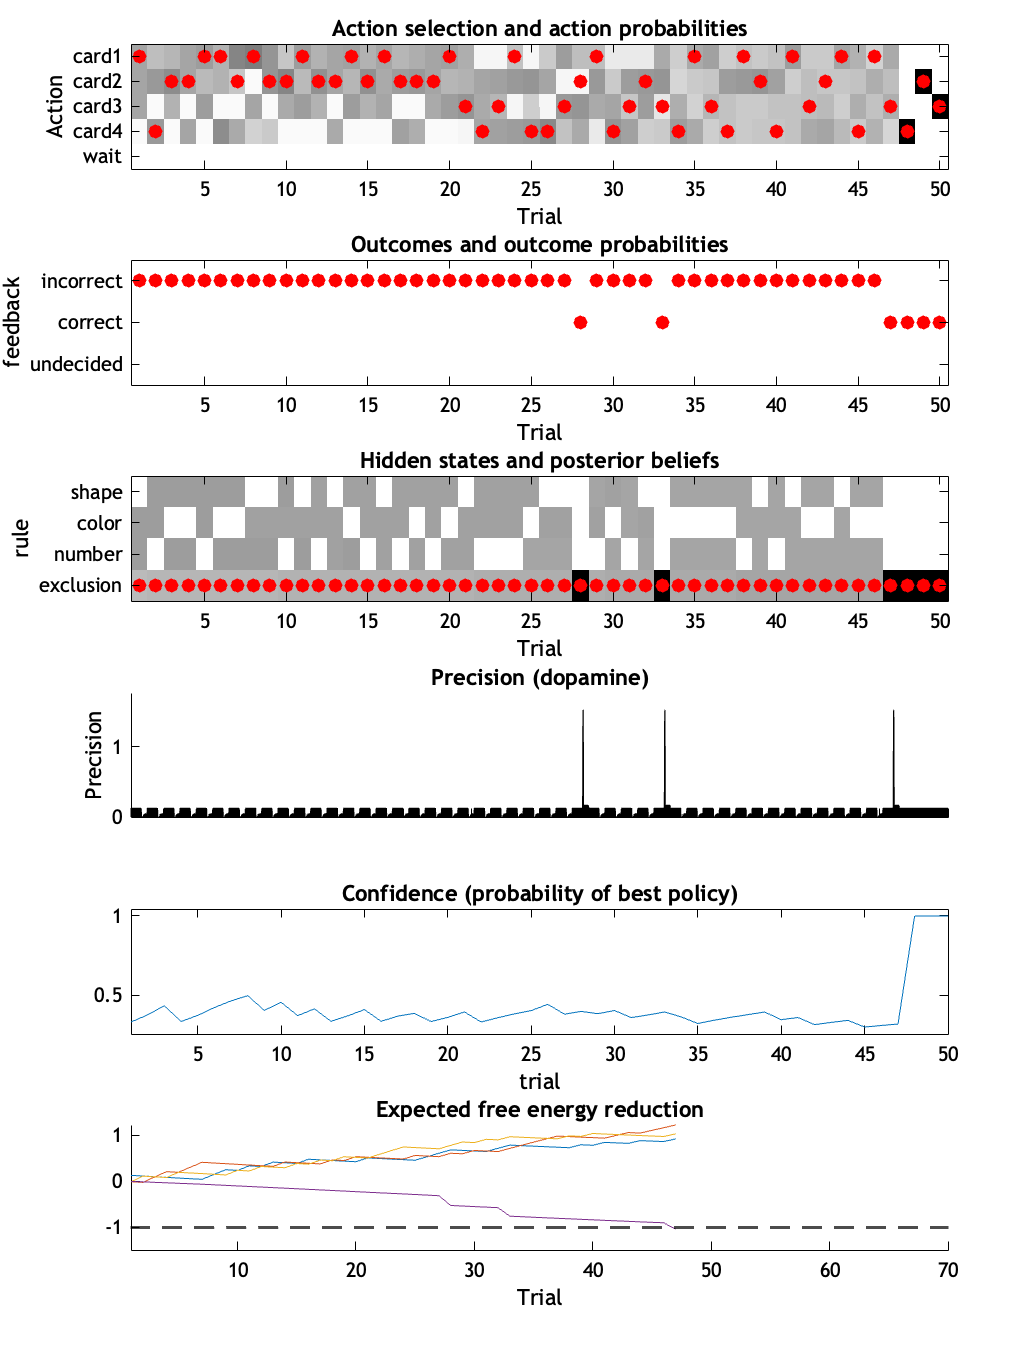 Action selection and action probabilities
Action
card1
card2
card3
card4
wait
5 10 15 20 25 30 35 40 45 50
Trial
Outcomes and outcome probabilities
feedback
incorrect
correct
undecided
5 10 15 20 25 30 35 40 45 50
Trial
Hidden states and posterior beliefs
rule
shape
color
number
exclusion
5 10 15 20 25 30 35 40 45 50
Trial
Precision (dopamine)
Precision
1
0
Confidence (probability of best policy)
1
0.5
5 10 15 20 25 30 35 40 45 50
trial
Expected free energy reduction
1
0
-1
10 20 30 40 50 60 70
Trial